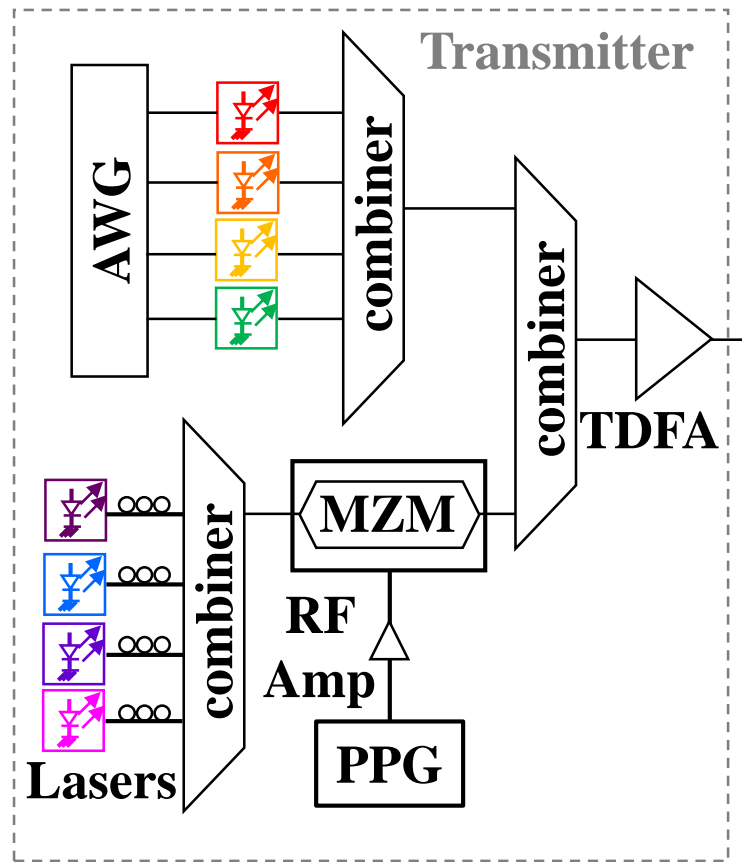 Transmitter
AWG
combiner
combiner
TDFA
combiner
MZM
RF
Amp
PPG
Lasers